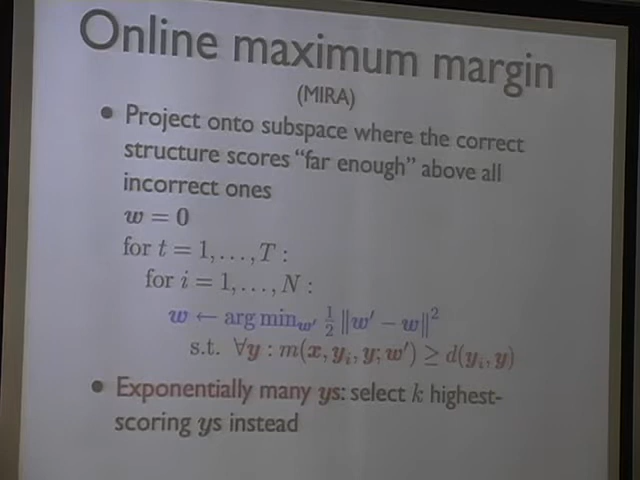 Online maximum margin
(MIRA)
• Project onto subspace where the correct
structure scores "far enough" above all
incorrect ones
w = 0
for t = 1, . . . , T :
for i = 1, . . . , N :
w ← arg min_{w'} ½ ‖w' − w‖²
s.t. ∀y : m(x, y_i, y; w') ≥ d(y_i, y)
• Exponentially many ys: select k highest-
scoring ys instead